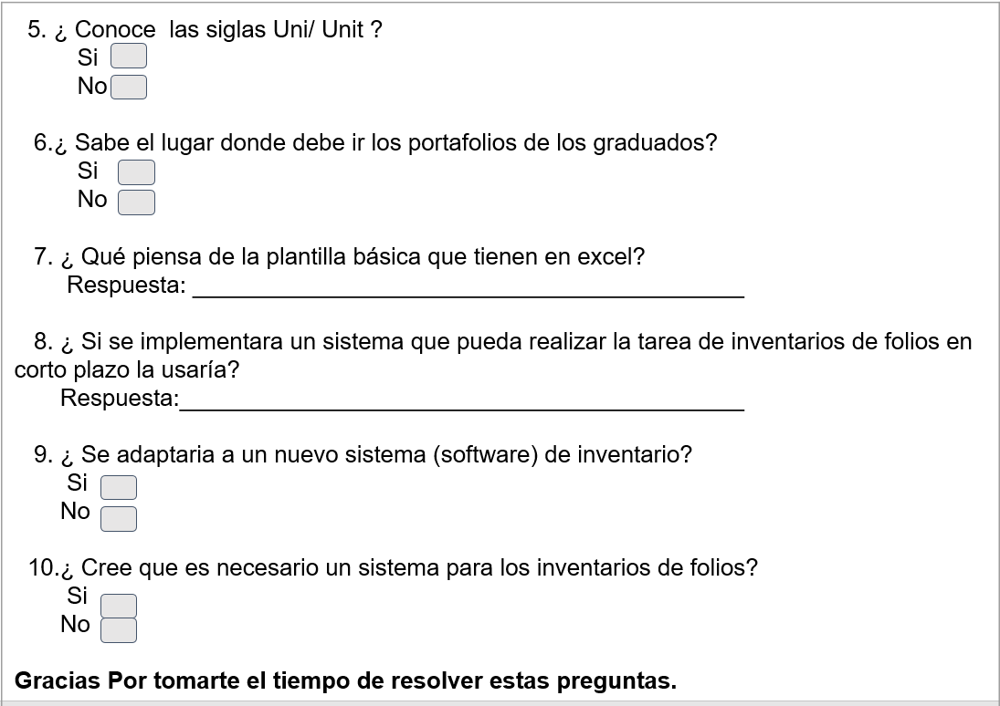 5. ¿ Conoce  las siglas Uni/ Unit ?
Si
No
6.¿ Sabe el lugar donde debe ir los portafolios de los graduados?
Si
No
7. ¿ Qué piensa de la plantilla básica que tienen en excel?
Respuesta: ___________________________________________
8. ¿ Si se implementara un sistema que pueda realizar la tarea de inventarios de folios en
corto plazo la usaría?
Respuesta:____________________________________________
9. ¿ Se adaptaria a un nuevo sistema (software) de inventario?
Si
No
10.¿ Cree que es necesario un sistema para los inventarios de folios?
Si
No
Gracias Por tomarte el tiempo de resolver estas preguntas.